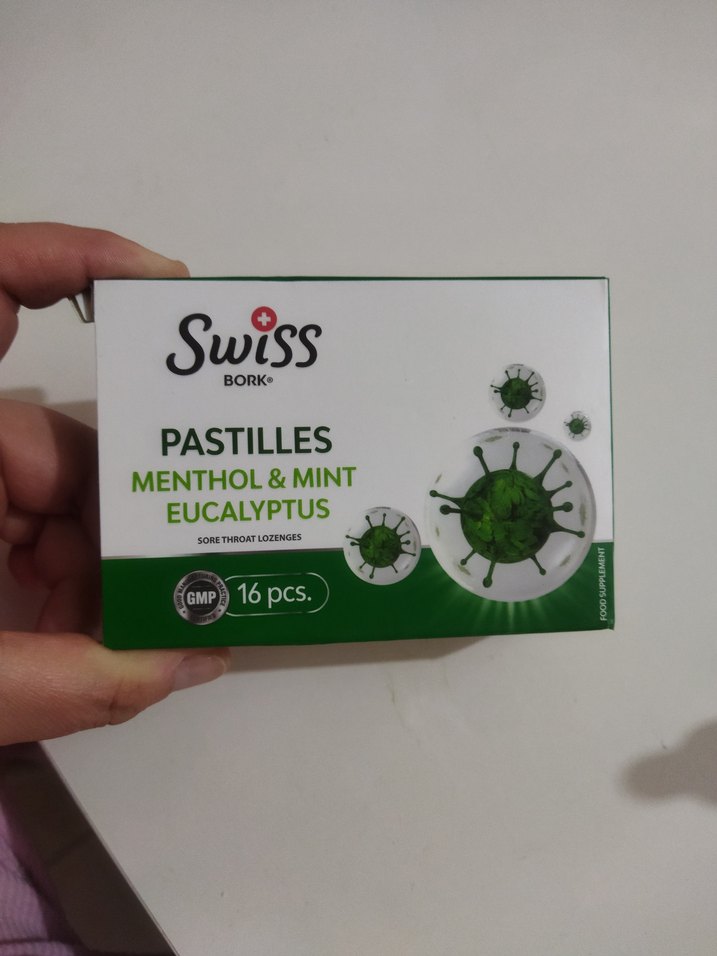 Swiss
BORK®
PASTILLES
MENTHOL & MINT
EUCALYPTUS
SORE THROAT LOZENGES
GMP
16 pcs.
FOOD SUPPLEMENT